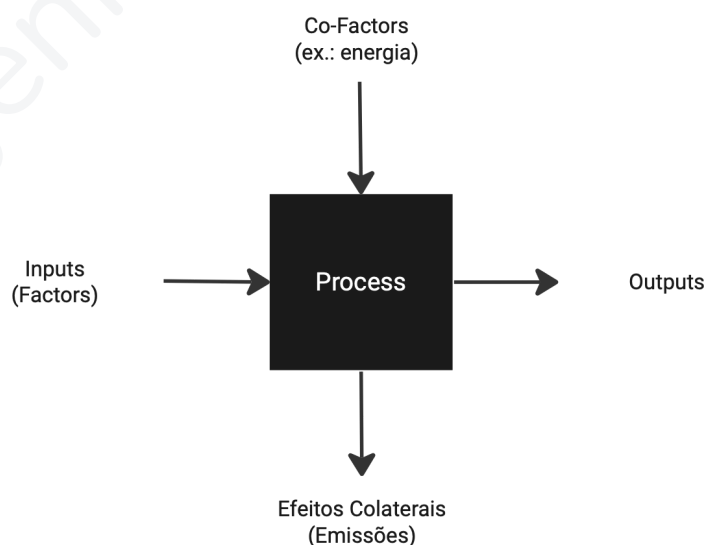 Co-Factors
(ex.: energia)
Inputs
(Factors)
Process
Outputs
Efeitos Colaterais
(Emissões)